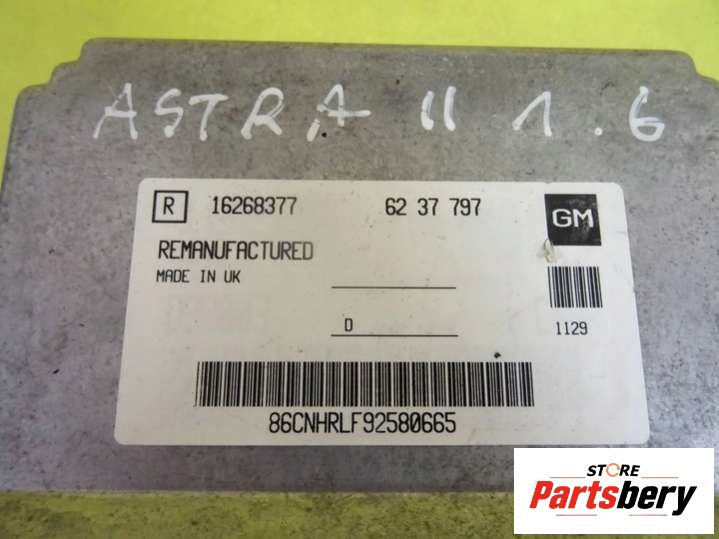 ASTRA II 1.6
R 16268377 62 37 797 GM
REMANUFACTURED
MADE IN UK
D
1129
86CNHRLF92580665
STORE
Partsbery